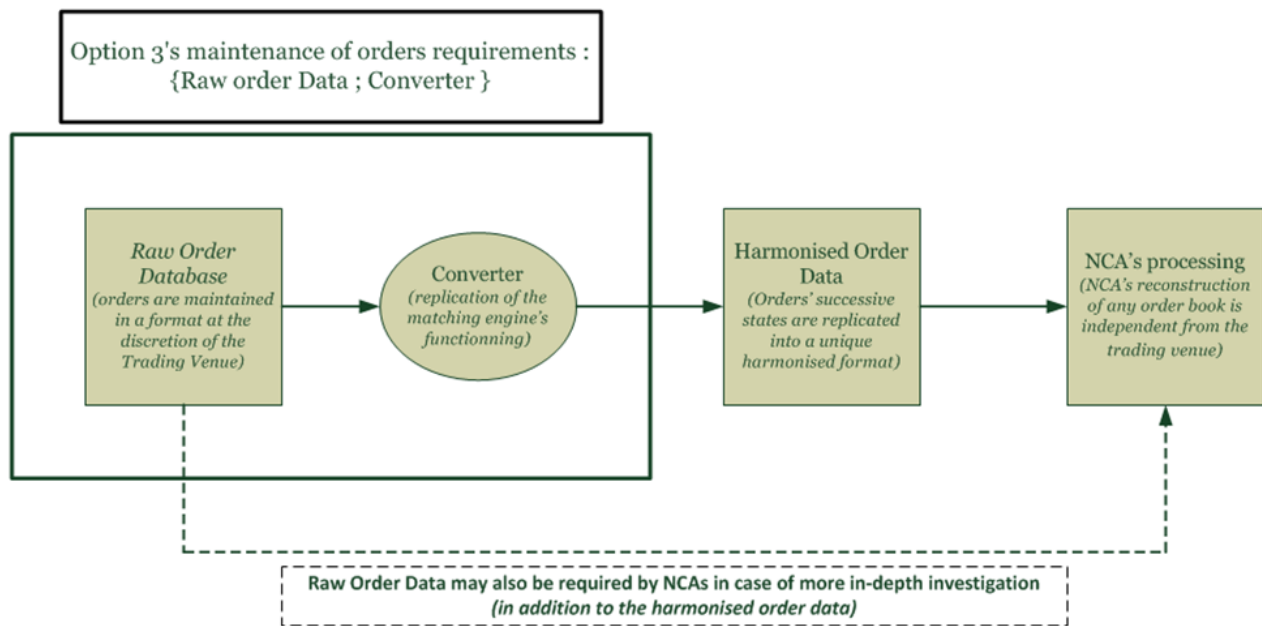 Option 3's maintenance of orders requirements :
{Raw order Data ; Converter }
Raw Order
Database
(orders are maintained
in a format at the
discretion of the
Trading Venue)
Converter
(replication of the
matching engine's
functionning)
Harmonised Order
Data
(Orders' successive
states are replicated
into a unique
harmonised format)
NCA's processing
(NCA's reconstruction
of any order book is
independent from the
trading venue)
Raw Order Data may also be required by NCAs in case of more in-depth investigation
(in addition to the harmonised order data)